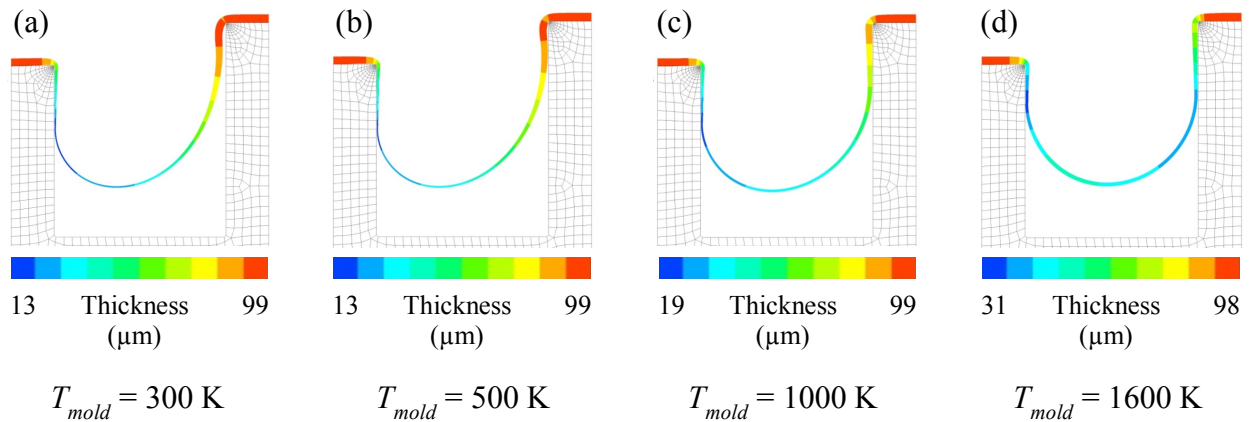 (a) (b) (c) (d)
13 Thickness 99 13 Thickness 99 19 Thickness 99 31 Thickness 98
(µm) (µm) (µm) (µm)
T_mold = 300 K T_mold = 500 K T_mold = 1000 K T_mold = 1600 K